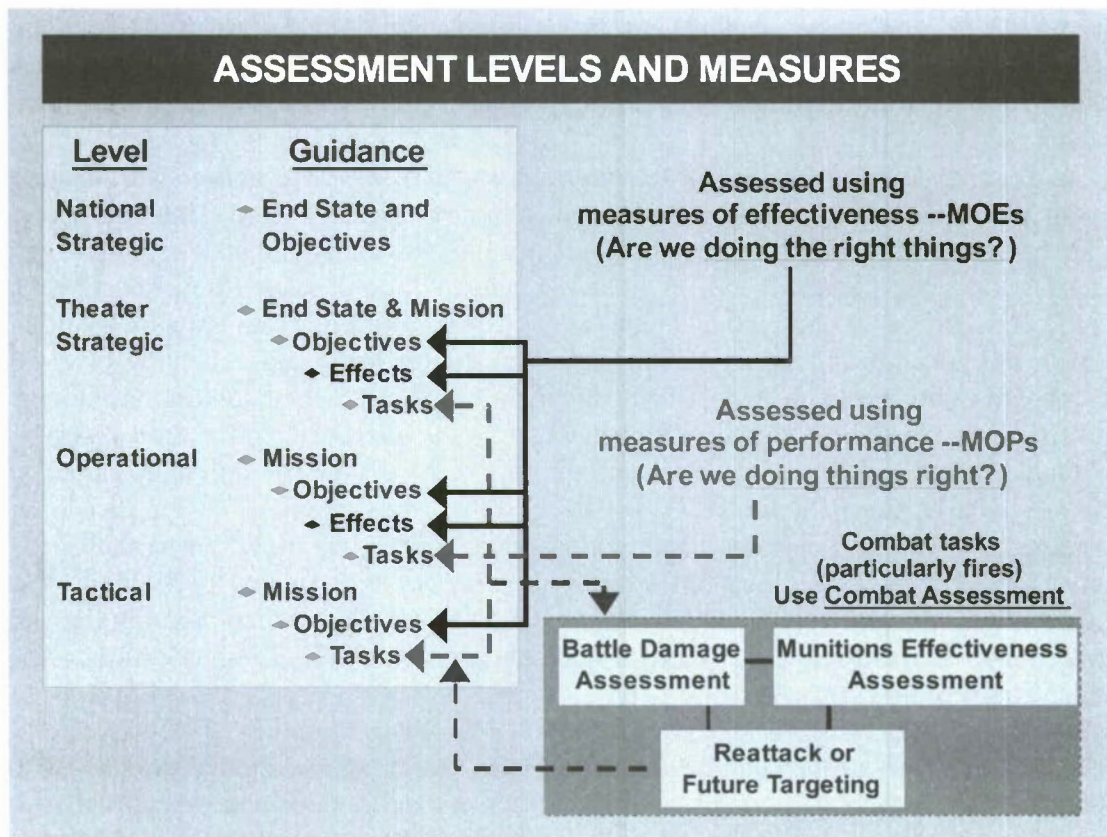 ASSESSMENT LEVELS AND MEASURES
Level Guidance
National End State and
Strategic Objectives
Theater End State & Mission
Strategic Objectives
Effects
Tasks
Operational Mission
Objectives
Effects
Tasks
Tactical Mission
Objectives
Tasks
Assessed using
measures of effectiveness --MOEs
(Are we doing the right things?)
Assessed using
measures of performance --MOPs
(Are we doing things right?)
Combat tasks
(particularly fires)
Use Combat Assessment
Battle Damage
Assessment
Munitions Effectiveness
Assessment
Reattack or
Future Targeting